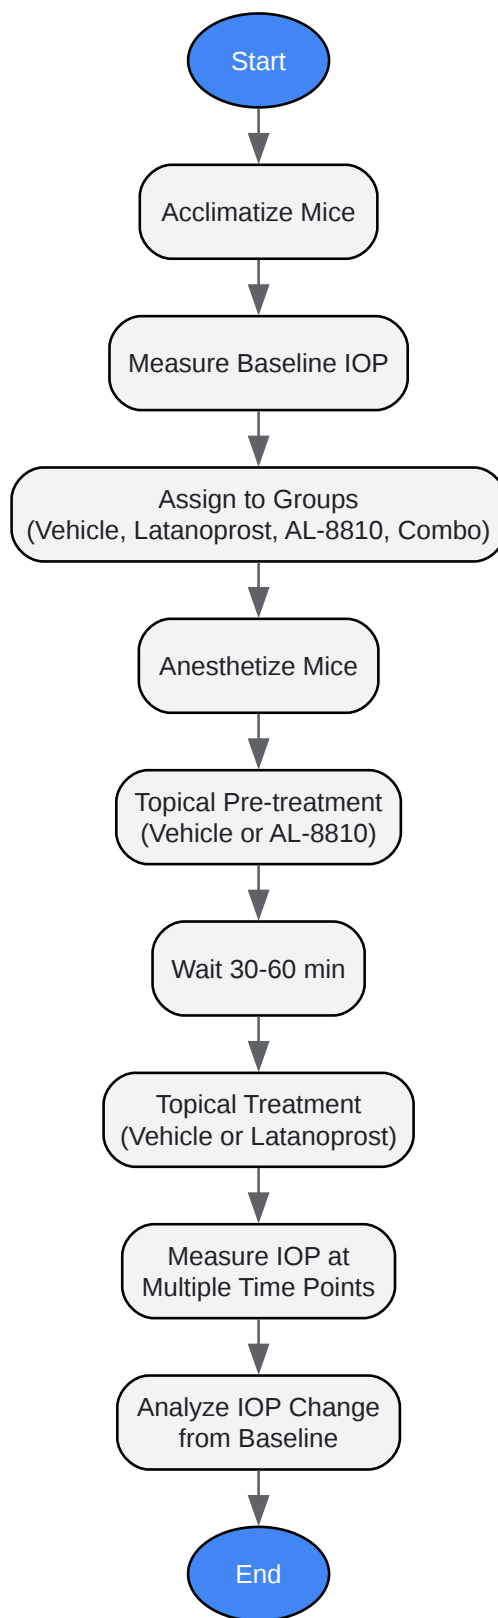 Start
Acclimatize Mice
Measure Baseline IOP
Assign to Groups
(Vehicle, Latanoprost, AL-8810, Combo)
Anesthetize Mice
Topical Pre-treatment
(Vehicle or AL-8810)
Wait 30-60 min
Topical Treatment
(Vehicle or Latanoprost)
Measure IOP at
Multiple Time Points
Analyze IOP Change
from Baseline
End